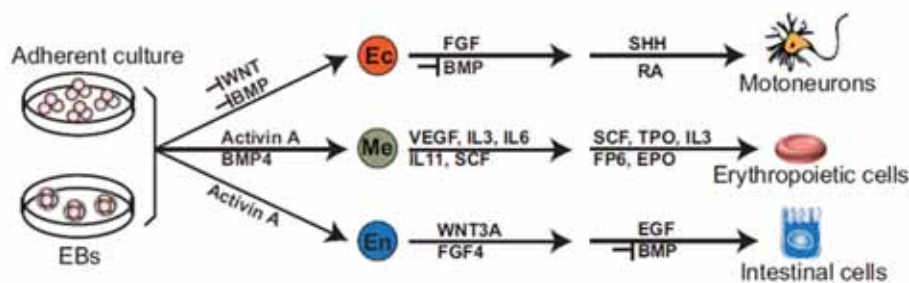 Adherent culture
EBs
WNT
BMP
Activin A
BMP4
Activin A
Ec
FGF
BMP
SHH
RA
Motoneurons
Me
VEGF, IL3, IL6
IL11, SCF
SCF, TPO, IL3
FP6, EPO
Erythropoietic cells
En
WNT3A
FGF4
EGF
BMP
Intestinal cells